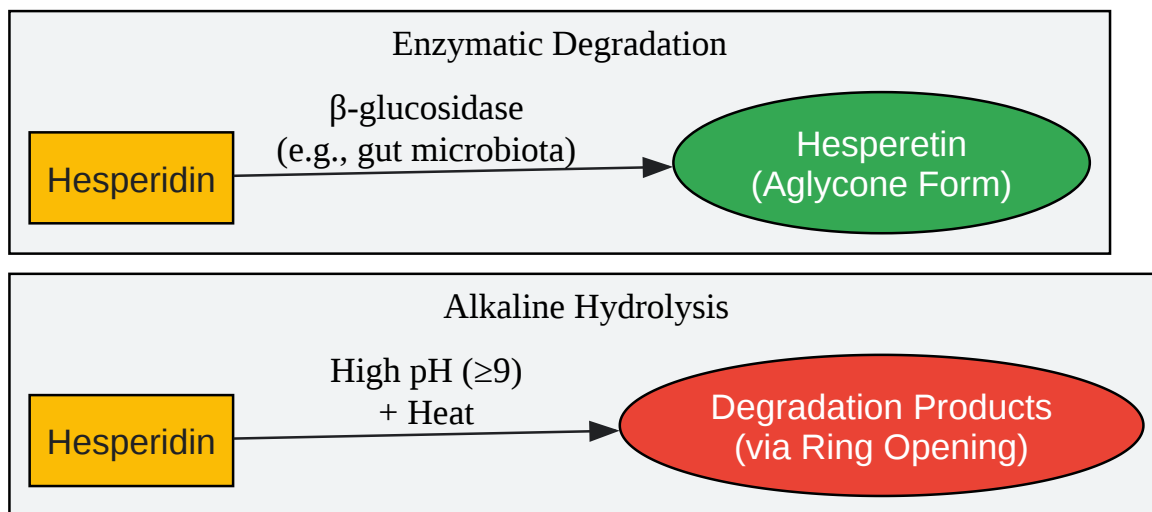 Enzymatic Degradation
β-glucosidase
(e.g., gut microbiota)
Hesperidin
Hesperetin
(Aglycone Form)
Alkaline Hydrolysis
High pH (≥9)
+ Heat
Hesperidin
Degradation Products
(via Ring Opening)